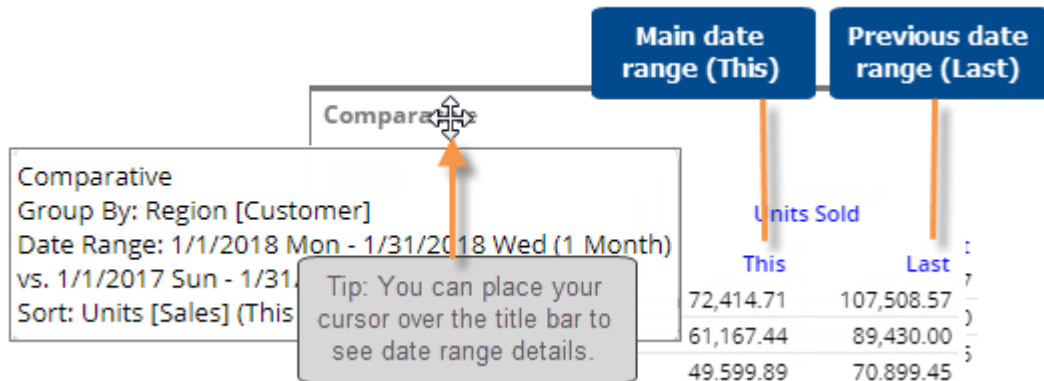 Main date
range (This)
Previous date
range (Last)
Comparative
Comparative
Group By: Region [Customer]
Date Range: 1/1/2018 Mon - 1/31/2018 Wed (1 Month)
vs. 1/1/2017 Sun - 1/31/
Sort: Units [Sales] (This
Tip: You can place your
cursor over the title bar to
see date range details.
Units Sold
This Last
72,414.71 107,508.57
61,167.44 89,430.00
49.599.89 70.899.45